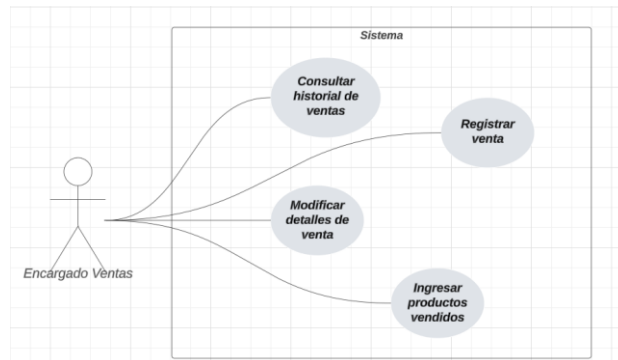 Sistema
Consultar
historial de
ventas
Registrar
venta
Modificar
detalles de
venta
Encargado Ventas
Ingresar
productos
vendidos